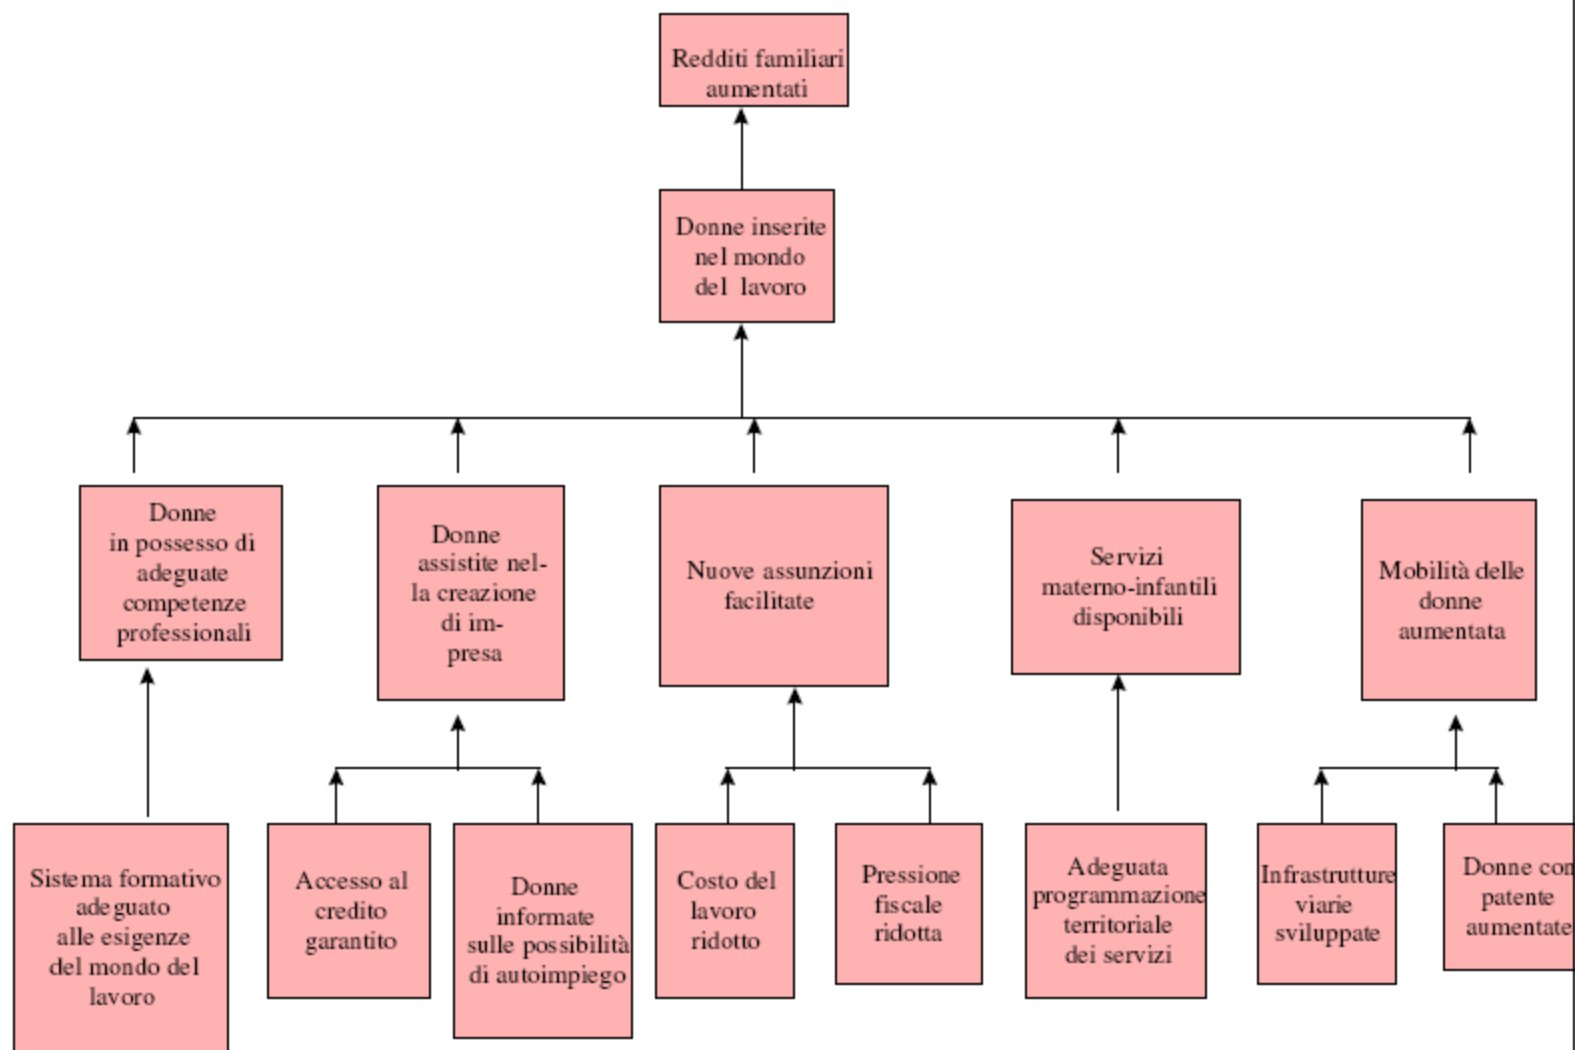 Redditi familiari
aumentati
Donne inserite
nel mondo
del lavoro
Donne
in possesso di
adeguate
competenze
professionali
Donne
assistite nel-
la creazione
di im-
presa
Nuove assunzioni
facilitate
Servizi
materno-infantili
disponibili
Mobilità delle
donne
aumentata
Sistema formativo
adeguato
alle esigenze
del mondo del
lavoro
Accesso al
credito
garantito
Donne
informate
sulle possibilità
di autoimpiego
Costo del
lavoro
ridotto
Pressione
fiscale
ridotta
Adeguata
programmazione
territoriale
dei servizi
Infrastrutture
viarie
sviluppate
Donne con
patente
aumentate